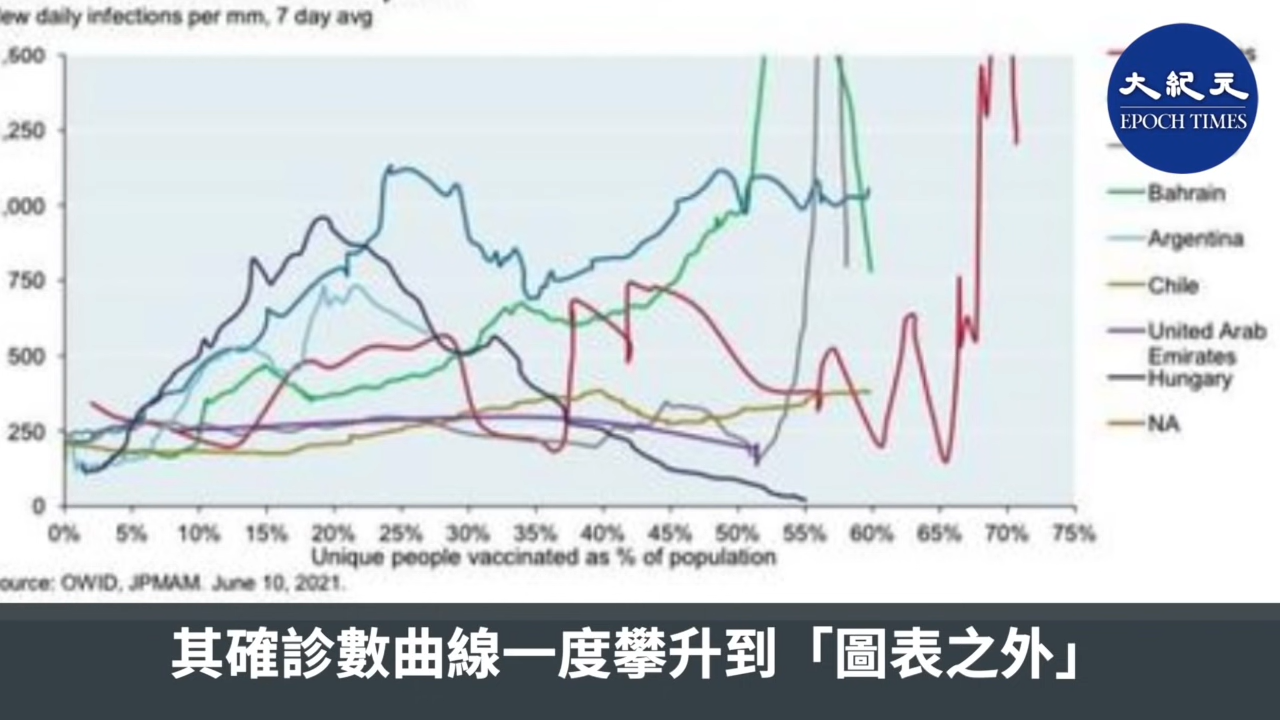 ew daily infections per mm, 7 day avg
,500
,250
,000
750
500
250
0
0% 5% 10% 15% 20% 25% 30% 35% 40% 45% 50% 55% 60% 65% 70% 75%
Unique people vaccinated as % of population
ource: OWID, JPMAM. June 10, 2021.
大紀元
EPOCH TIMES
Bahrain
Argentina
Chile
United Arab
Emirates
Hungary
NA
其確診數曲線一度攀升到「圖表之外」